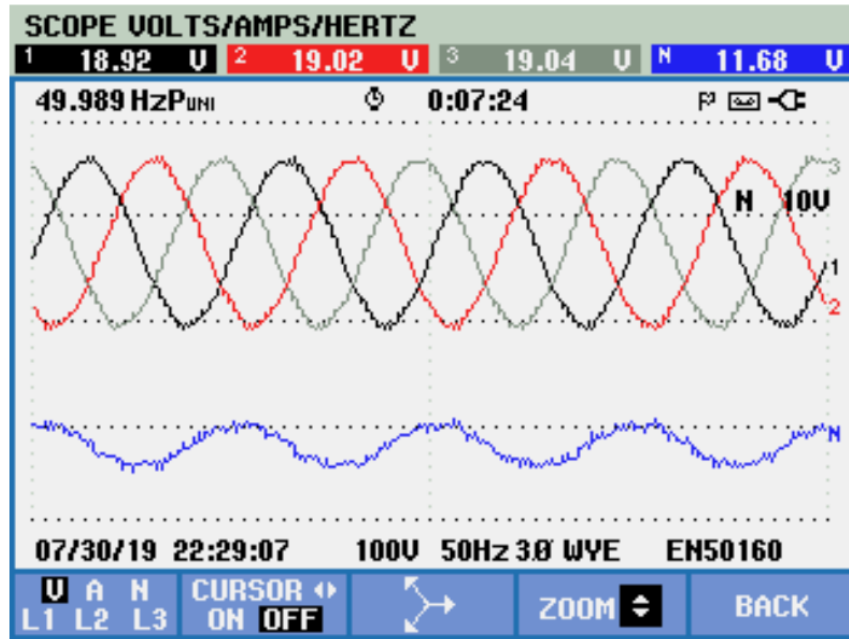 SCOPE VOLTS/AMPS/HERTZ
1 18.92 V 2 19.02 V 3 19.04 V N 11.68 V
49.989 HzPUNI 0:07:24
3
N 10V
1
2
N
07/30/19 22:29:07 100V 50Hz 3Ø WYE EN50160
V A N CURSOR ZOOM BACK
L1 L2 L3 ON OFF